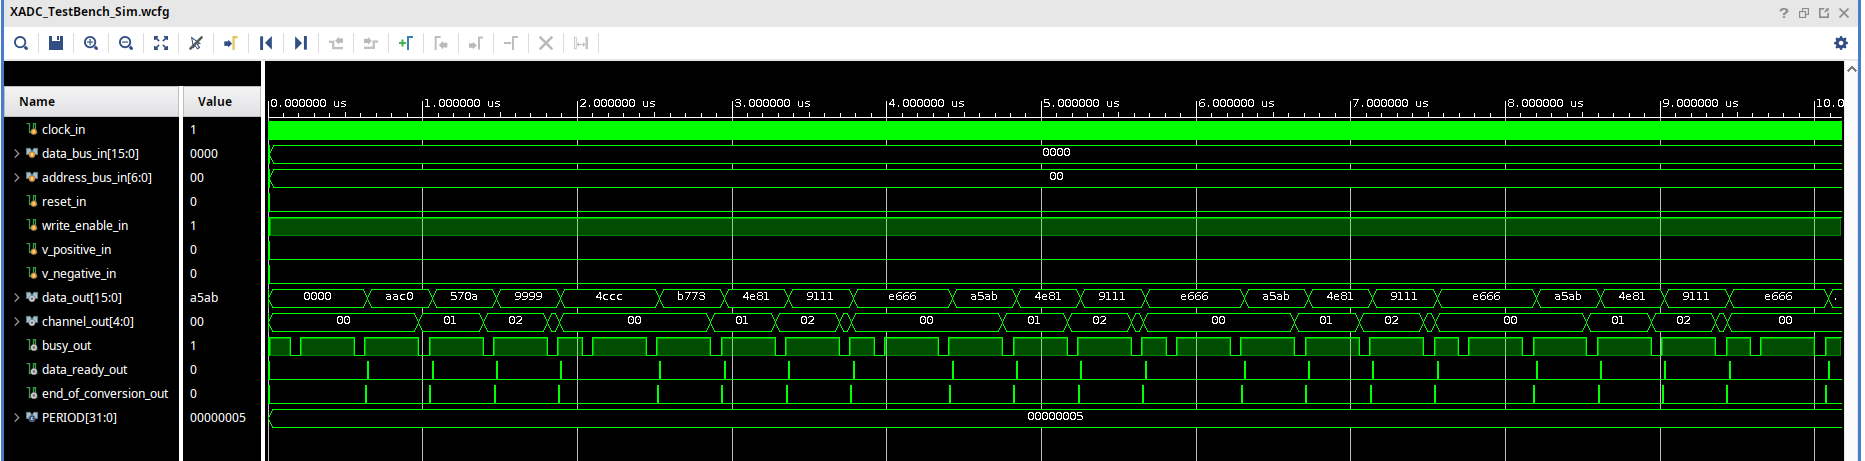 XADC_TestBench_Sim.wcfg
Name Value
0.000000 us 1.000000 us 2.000000 us 3.000000 us 4.000000 us 5.000000 us 6.000000 us 7.000000 us 8.000000 us 9.000000 us 10.0
clock_in 1
data_bus_in[15:0] 0000 0000
address_bus_in[6:0] 00 00
reset_in 0
write_enable_in 1
v_positive_in 0
v_negative_in 0
data_out[15:0] a5ab 0000 aac0 570a 9999 4ccc b773 4e81 9111 e666 a5ab 4e81 9111 e666 a5ab 4e81 9111 e666 a5ab 4e81 9111 e666 .
channel_out[4:0] 00 00 01 02 00 01 02 00 01 02 00 01 02 00 01 02 00
busy_out 1
data_ready_out 0
end_of_conversion_out 0
PERIOD[31:0] 00000005 00000005